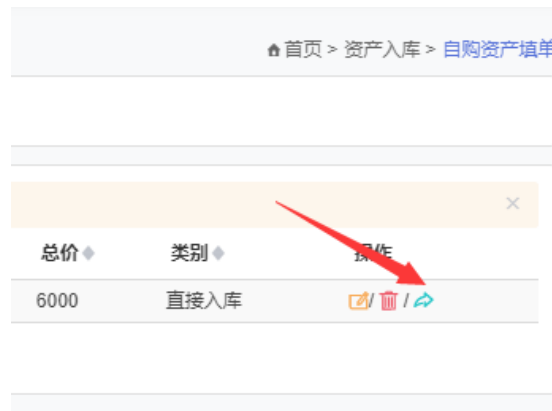 首页 > 资产入库 > 自购资产填单
总价 类别 操作
6000 直接入库 / /